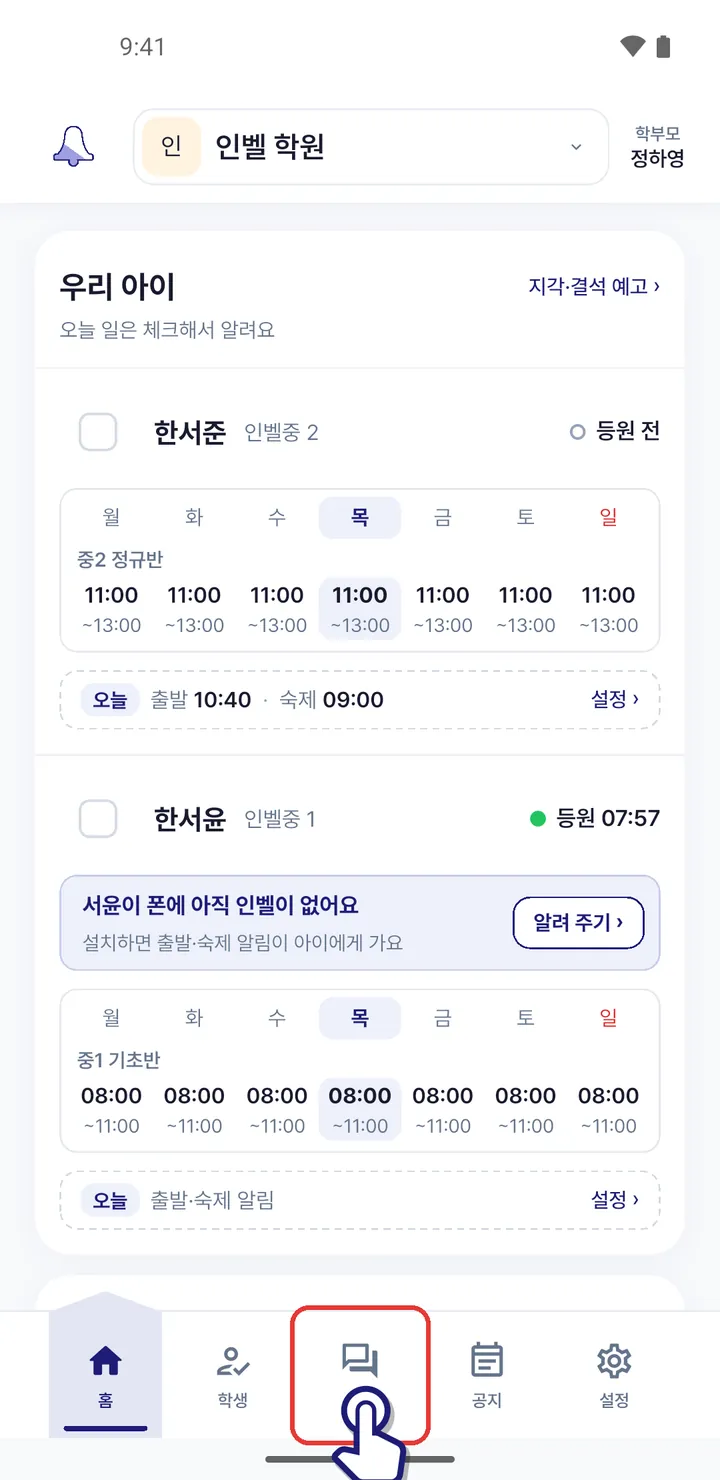 9:41
인 인벨 학원
학부모
정하영
우리 아이
지각·결석 예고 ›
오늘 일은 체크해서 알려요
한서준 인벨중 2
등원 전
월 화 수 목 금 토 일
중2 정규반
11:00 11:00 11:00 11:00 11:00 11:00 11:00
~13:00 ~13:00 ~13:00 ~13:00 ~13:00 ~13:00 ~13:00
오늘 출발 10:40 · 숙제 09:00 설정 ›
한서윤 인벨중 1
등원 07:57
서윤이 폰에 아직 인벨이 없어요
설치하면 출발·숙제 알림이 아이에게 가요
알려 주기 ›
월 화 수 목 금 토 일
중1 기초반
08:00 08:00 08:00 08:00 08:00 08:00 08:00
~11:00 ~11:00 ~11:00 ~11:00 ~11:00 ~11:00 ~11:00
오늘 출발·숙제 알림 설정 ›
홈 학생 공지 설정